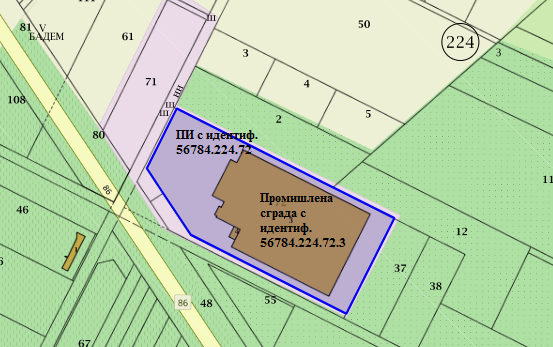 Ш
81 V
БАДЕМ
61
50
224
3
3
71
4
108
Ш
Ш
НН
2
5
80
ПИ с идентиф.
56784.224.72
11
86
Промишлена
сграда с
идентиф.
56784.224.72.3
46
12
37
38
86
48
55
67